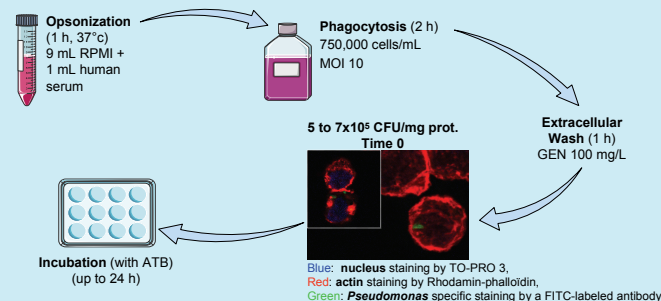 Opsonization
(1 h, 37°c)
9 mL RPMI +
1 mL human
serum
Phagocytosis (2 h)
750,000 cells/mL
MOI 10
Extracellular
Wash (1 h)
GEN 100 mg/L
5 to 7x10⁵ CFU/mg prot.
Time 0
Incubation (with ATB)
(up to 24 h)
Blue: nucleus staining by TO-PRO 3,
Red: actin staining by Rhodamin-phalloïdin,
Green: Pseudomonas specific staining by a FITC-labeled antibody